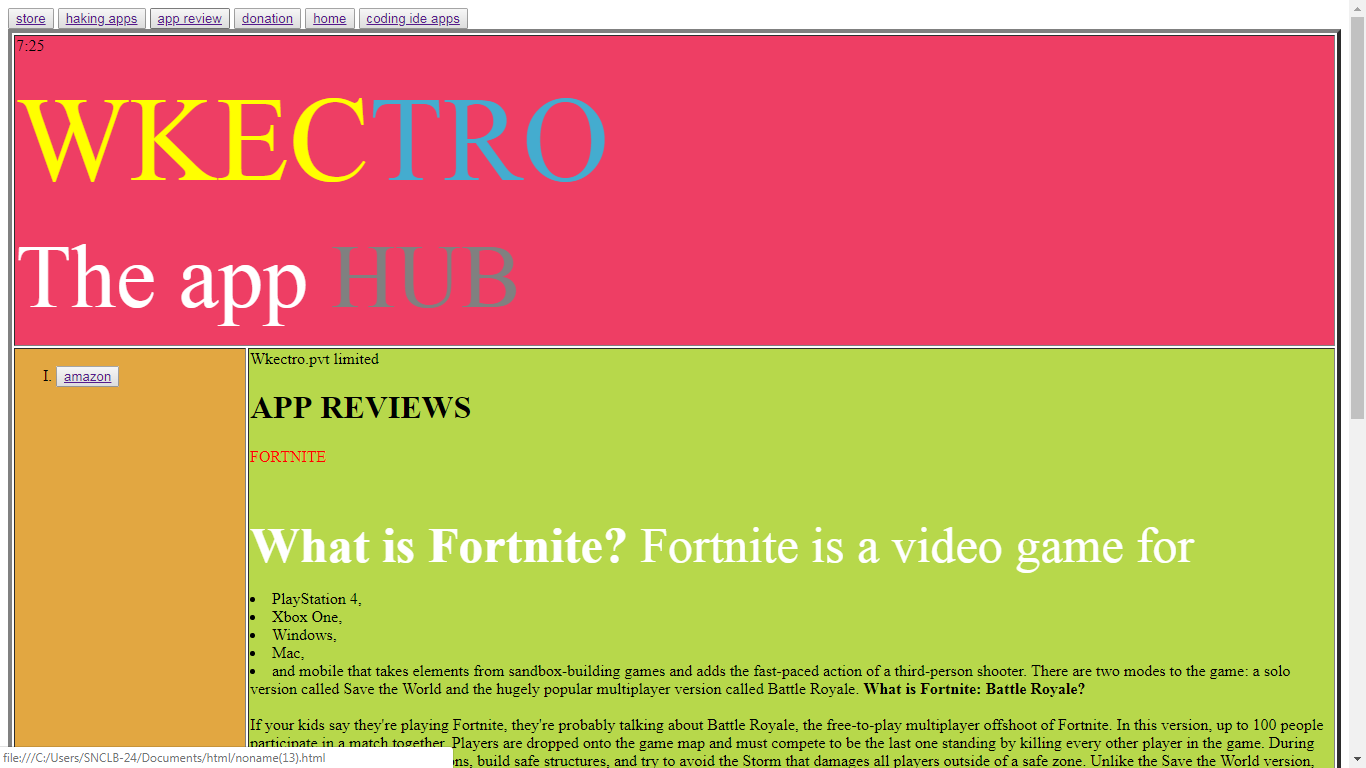 store haking apps app review donation home coding ide apps
7:25
WKECTRO
The app HUB
I. amazon
Wkectro.pvt limited
APP REVIEWS
FORTNITE
What is Fortnite? Fortnite is a video game for
• PlayStation 4,
• Xbox One,
• Windows,
• Mac,
• and mobile that takes elements from sandbox-building games and adds the fast-paced action of a third-person shooter. There are two modes to the game: a solo
version called Save the World and the hugely popular multiplayer version called Battle Royale. What is Fortnite: Battle Royale?
If your kids say they're playing Fortnite, they're probably talking about Battle Royale, the free-to-play multiplayer offshoot of Fortnite. In this version, up to 100 people
participate in a match together. Players are dropped onto the game map and must compete to be the last one standing by killing every other player in the game. During
ons, build safe structures, and try to avoid the Storm that damages all players outside of a safe zone. Unlike the Save the World version,
file:///C:/Users/SNCLB-24/Documents/html/noname(13).html